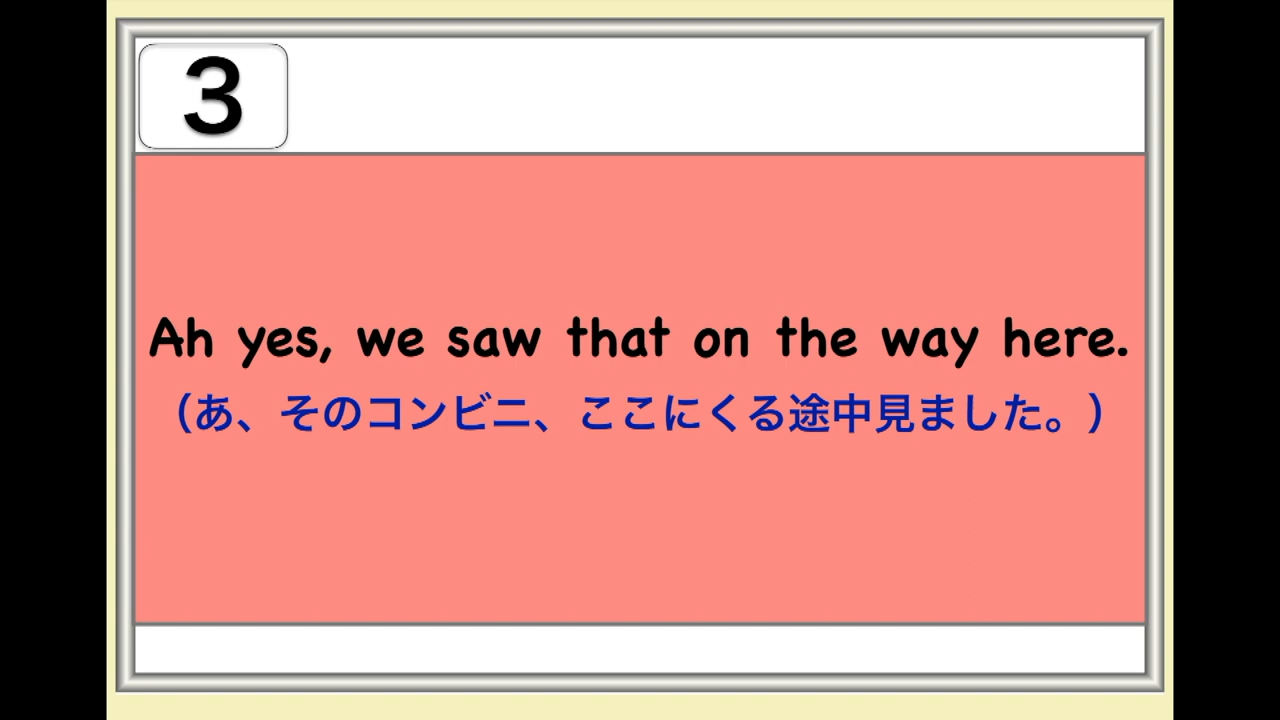 3
Ah yes, we saw that on the way here.
（あ、そのコンビニ、ここにくる途中見ました。）